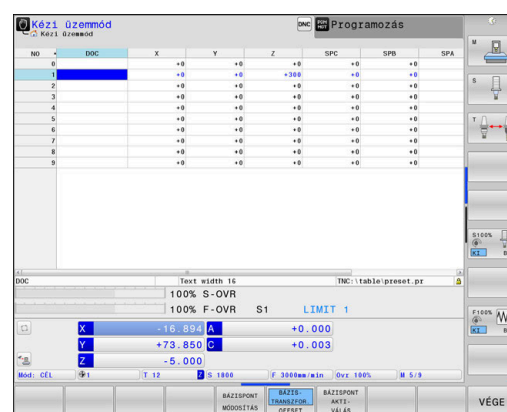 Kézi üzemmód
Kézi üzemmód
DNC
Programozás
NO DOC X Y Z SPC SPB SPA
0 +0 +0 +0 +0 +0
1 +0 +0 +300 +0 +0
2 +0 +0 +0 +0 +0
3 +0 +0 +0 +0 +0
4 +0 +0 +0 +0 +0
5 +0 +0 +0 +0 +0
6 +0 +0 +0 +0 +0
7 +0 +0 +0 +0 +0
8 +0 +0 +0 +0 +0
9 +0 +0 +0 +0 +0
DOC Text width 16 TNC:\table\preset.pr
100% S-OVR
100% F-OVR S1 LIMIT 1
X -16.894 A +0.000
Y +73.850 C +0.003
Z -5.000
Mód: CÉL 1 T 12 Z S 1800 F 3000mm/min Ovr 100% M 5/9
BÁZISPONT MÓDOSÍTÁS
BÁZIS- TRANSZFOR. OFFSET
BÁZISPONT AKTI- VÁLÁS
VÉGE
M
S
T
S100%
KI
F100%
KI